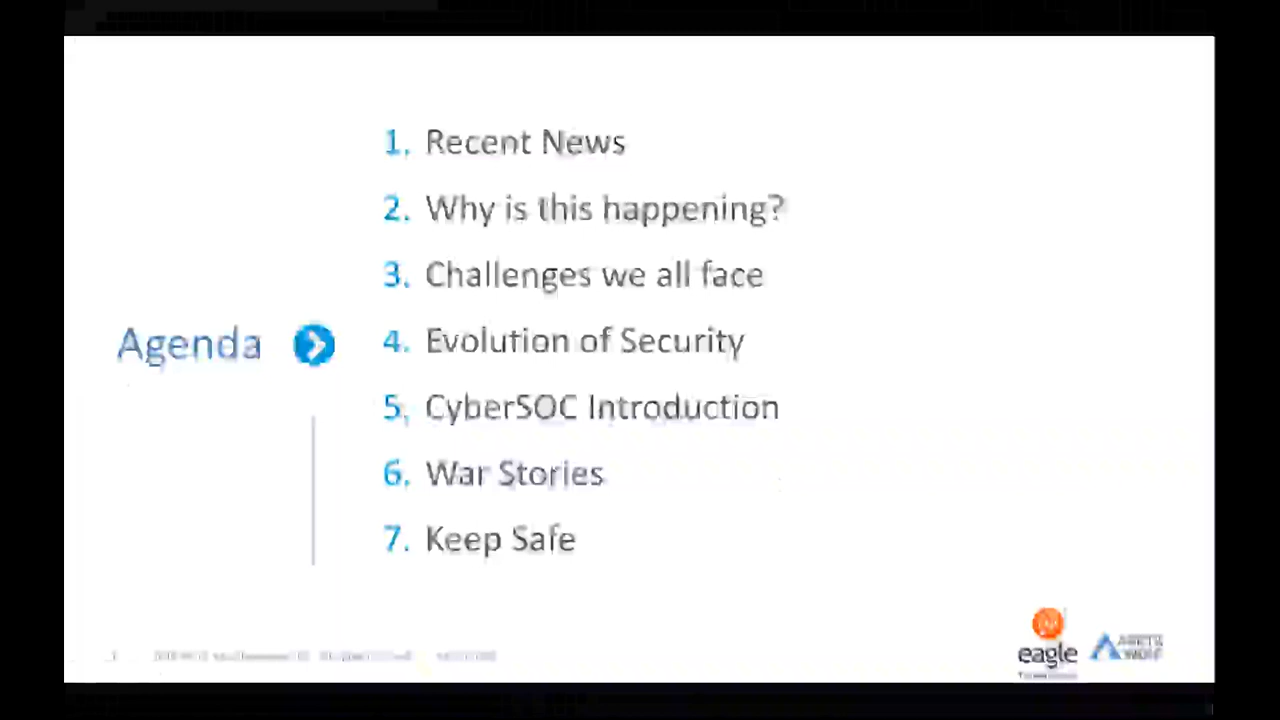 Agenda
1. Recent News
2. Why is this happening?
3. Challenges we all face
4. Evolution of Security
5. CyberSOC Introduction
6. War Stories
7. Keep Safe
eagle